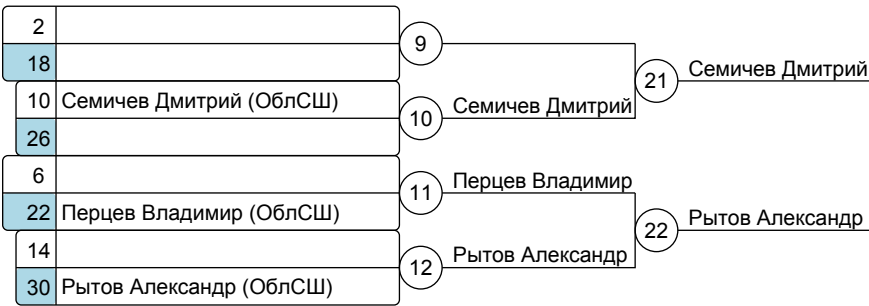 2
9
18
21 Семичев Дмитрий
10 Семичев Дмитрий (ОблСШ)
10 Семичев Дмитрий
26
6
11 Перцев Владимир
22 Перцев Владимир (ОблСШ)
22 Рытов Александр
14
12 Рытов Александр
30 Рытов Александр (ОблСШ)